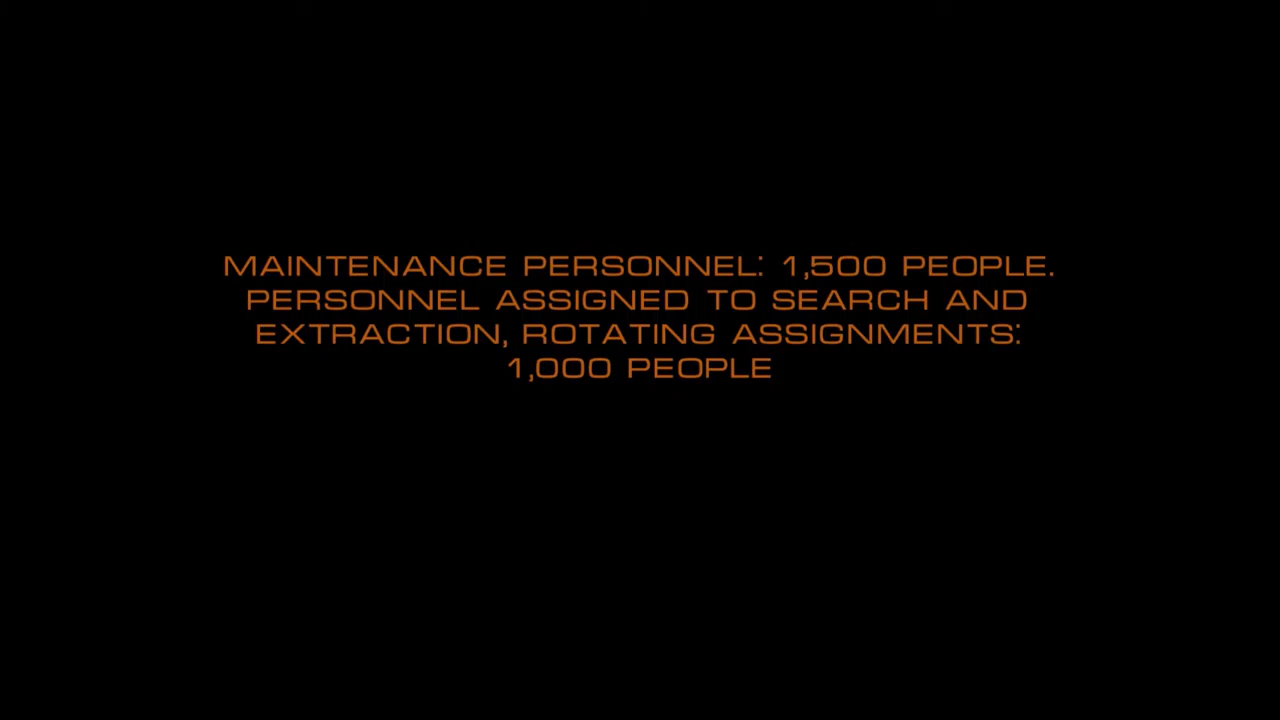 MAINTENANCE PERSONNEL: 1,500 PEOPLE.
PERSONNEL ASSIGNED TO SEARCH AND
EXTRACTION, ROTATING ASSIGNMENTS:
1,000 PEOPLE